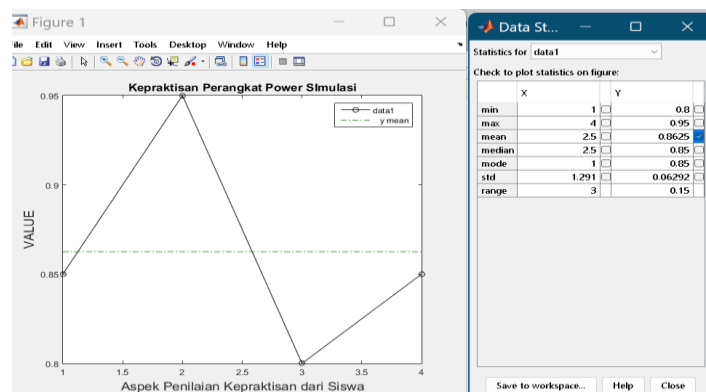 Figure 1
ile Edit View Insert Tools Desktop Window Help
Kepraktisan Perangkat Power SImulasi
data1
y mean
0.95
0.9
0.85
0.8
VALUE
1 1.5 2 2.5 3 3.5 4
Aspek Penilaian Kepraktisan dari Siswa
Data St...
Statistics for data1
Check to plot statistics on figure:
X Y
min 1 0.8
max 4 0.95
mean 2.5 0.8625
median 2.5 0.85
mode 1 0.85
std 1.291 0.06292
range 3 0.15
Save to workspace... Help Close